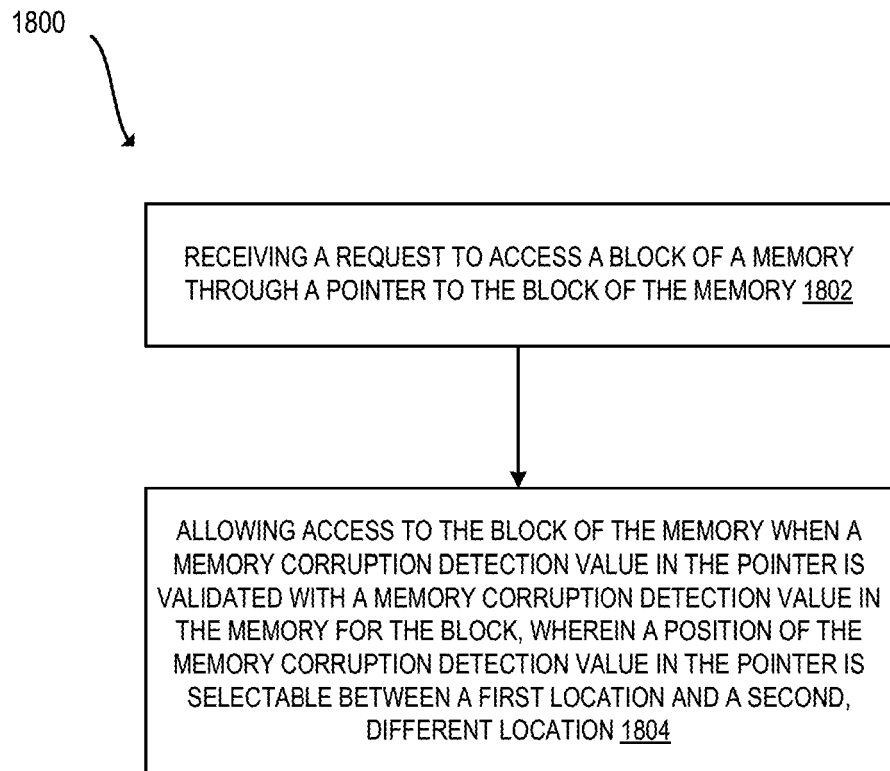 1800
RECEIVING A REQUEST TO ACCESS A BLOCK OF A MEMORY
THROUGH A POINTER TO THE BLOCK OF THE MEMORY 1802
ALLOWING ACCESS TO THE BLOCK OF THE MEMORY WHEN A
MEMORY CORRUPTION DETECTION VALUE IN THE POINTER IS
VALIDATED WITH A MEMORY CORRUPTION DETECTION VALUE IN
THE MEMORY FOR THE BLOCK, WHEREIN A POSITION OF THE
MEMORY CORRUPTION DETECTION VALUE IN THE POINTER IS
SELECTABLE BETWEEN A FIRST LOCATION AND A SECOND,
DIFFERENT LOCATION 1804